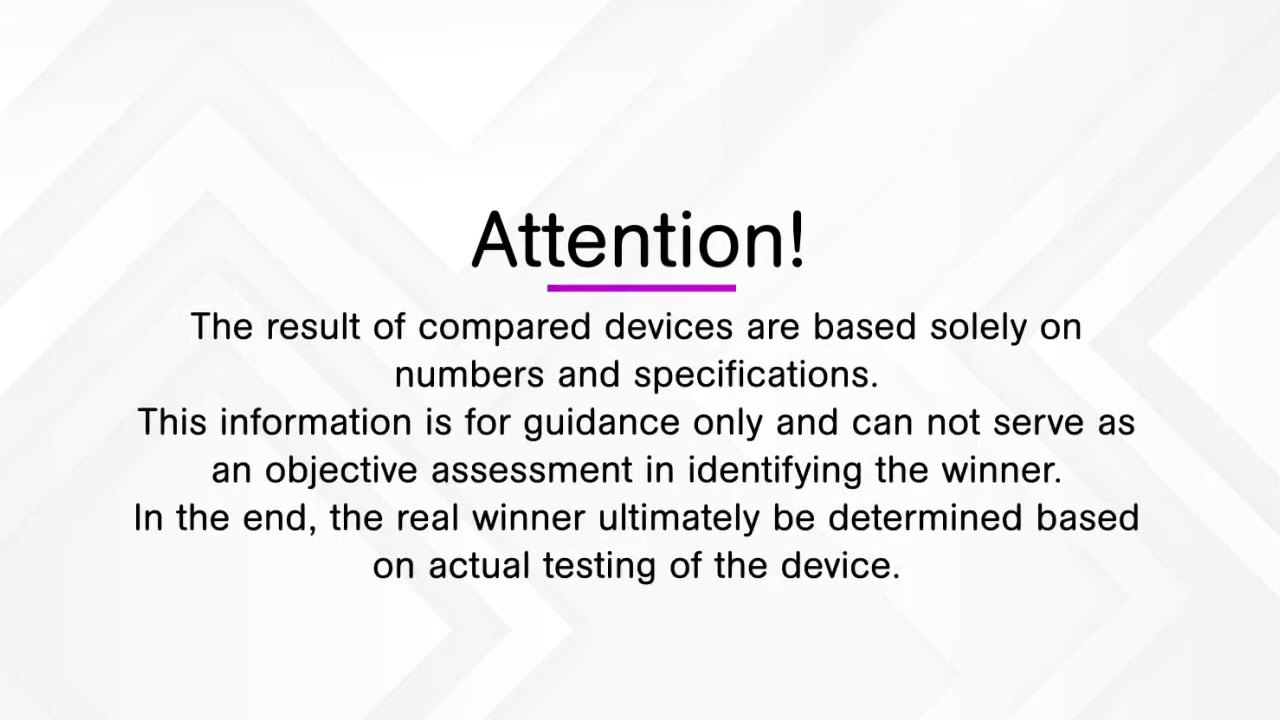 Attention!
The result of compared devices are based solely on
numbers and specifications.
This information is for guidance only and can not serve as
an objective assessment in identifying the winner.
In the end, the real winner ultimately be determined based
on actual testing of the device.